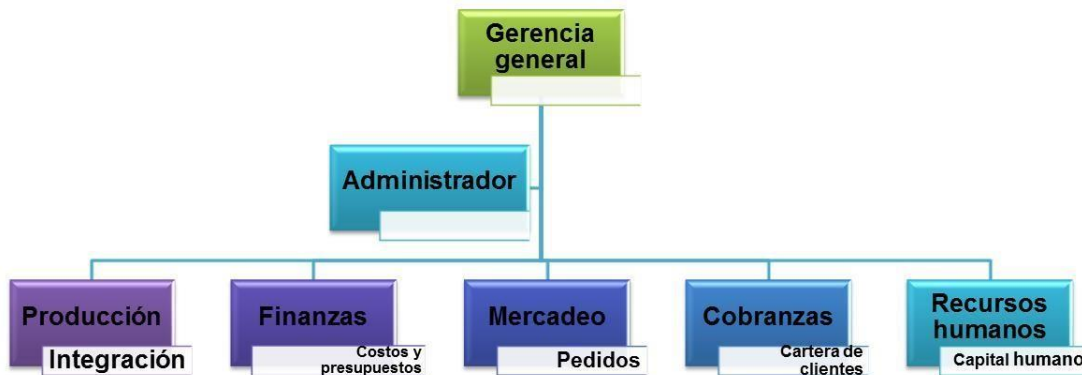 Gerencia
general
Administrador
Producción
Integración
Finanzas
Costos y
presupuestos
Mercadeo
Pedidos
Cobranzas
Cartera de
clientes
Recursos
humanos
Capital humano